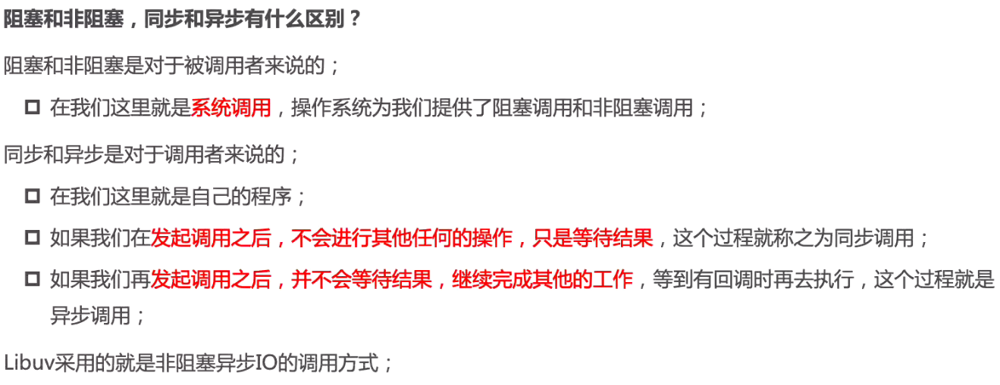 阻塞和非阻塞，同步和异步有什么区别？
阻塞和非阻塞是对于被调用者来说的；
在我们这里就是系统调用，操作系统为我们提供了阻塞调用和非阻塞调用；
同步和异步是对于调用者来说的；
在我们这里就是自己的程序；
如果我们在发起调用之后，不会进行其他任何的操作，只是等待结果，这个过程就称之为同步调用；
如果我们再发起调用之后，并不会等待结果，继续完成其他的工作，等到有回调时再去执行，这个过程就是
异步调用；
Libuv采用的就是非阻塞异步IO的调用方式；